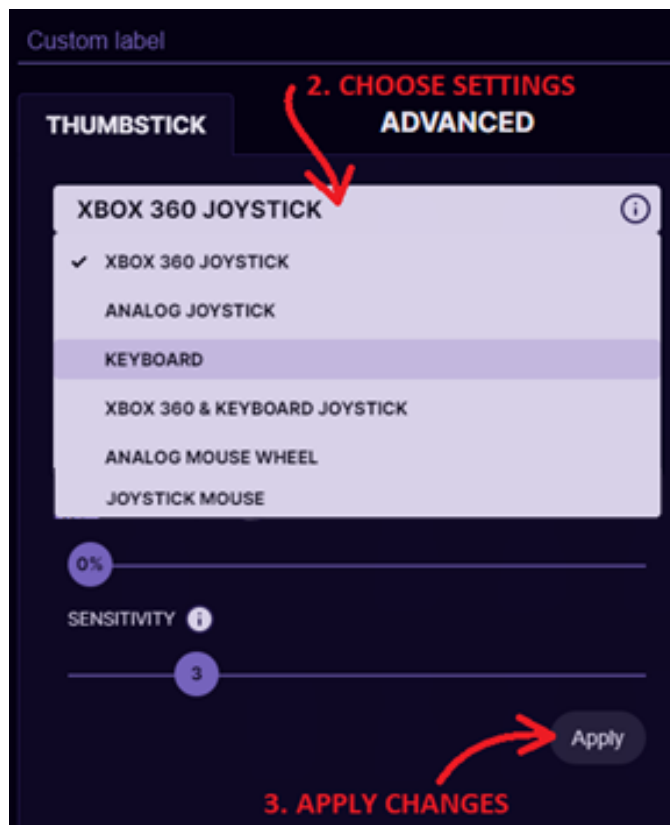 Custom label
2. CHOOSE SETTINGS
THUMBSTICK
ADVANCED
XBOX 360 JOYSTICK
✓ XBOX 360 JOYSTICK
ANALOG JOYSTICK
KEYBOARD
XBOX 360 & KEYBOARD JOYSTICK
ANALOG MOUSE WHEEL
JOYSTICK MOUSE
0%
SENSITIVITY
3
Apply
3. APPLY CHANGES